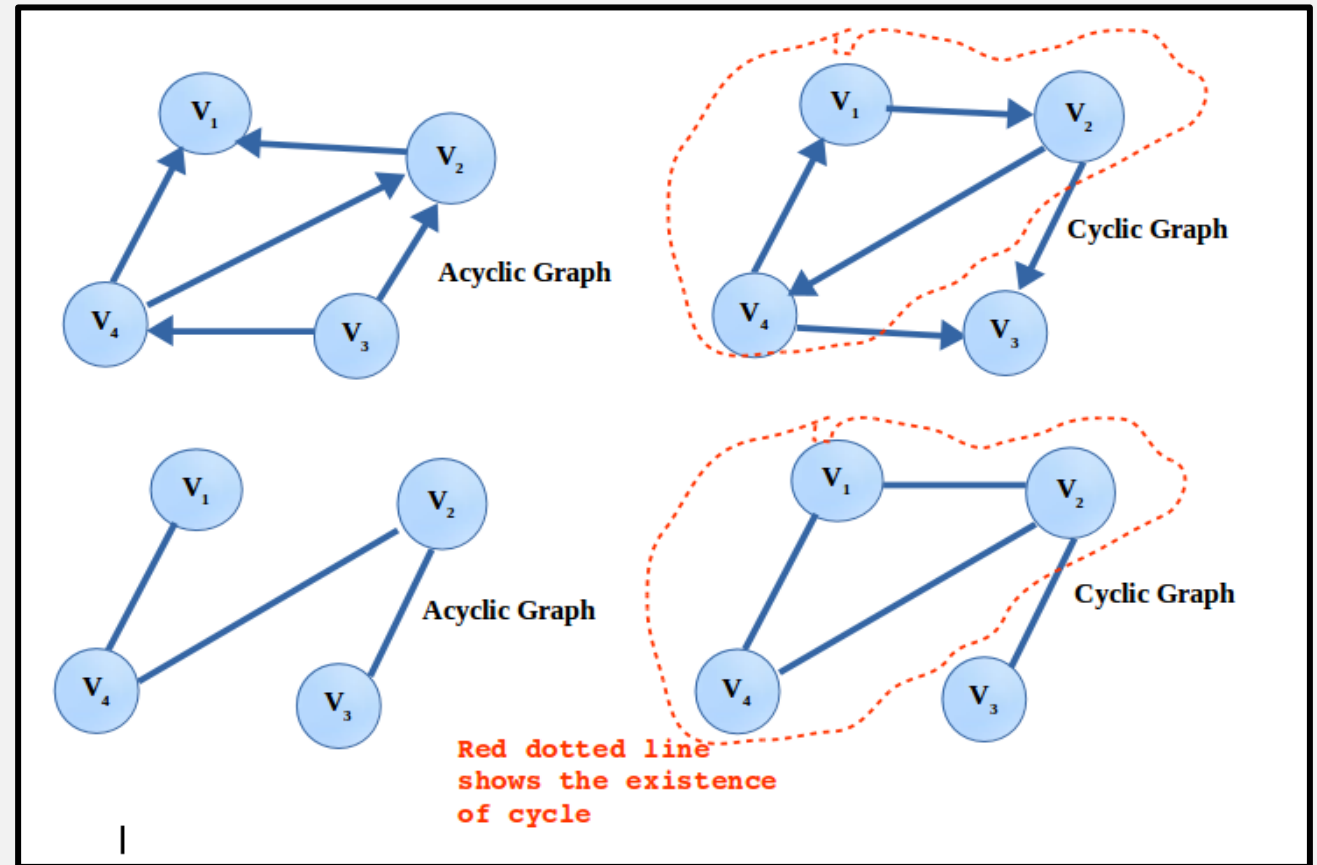 V1
V2
Acyclic Graph
V4
V3
V1
V2
Cyclic Graph
V4
V3
V1
V2
Acyclic Graph
V4
V3
V1
V2
Cyclic Graph
V4
V3
Red dotted line
shows the existence
of cycle